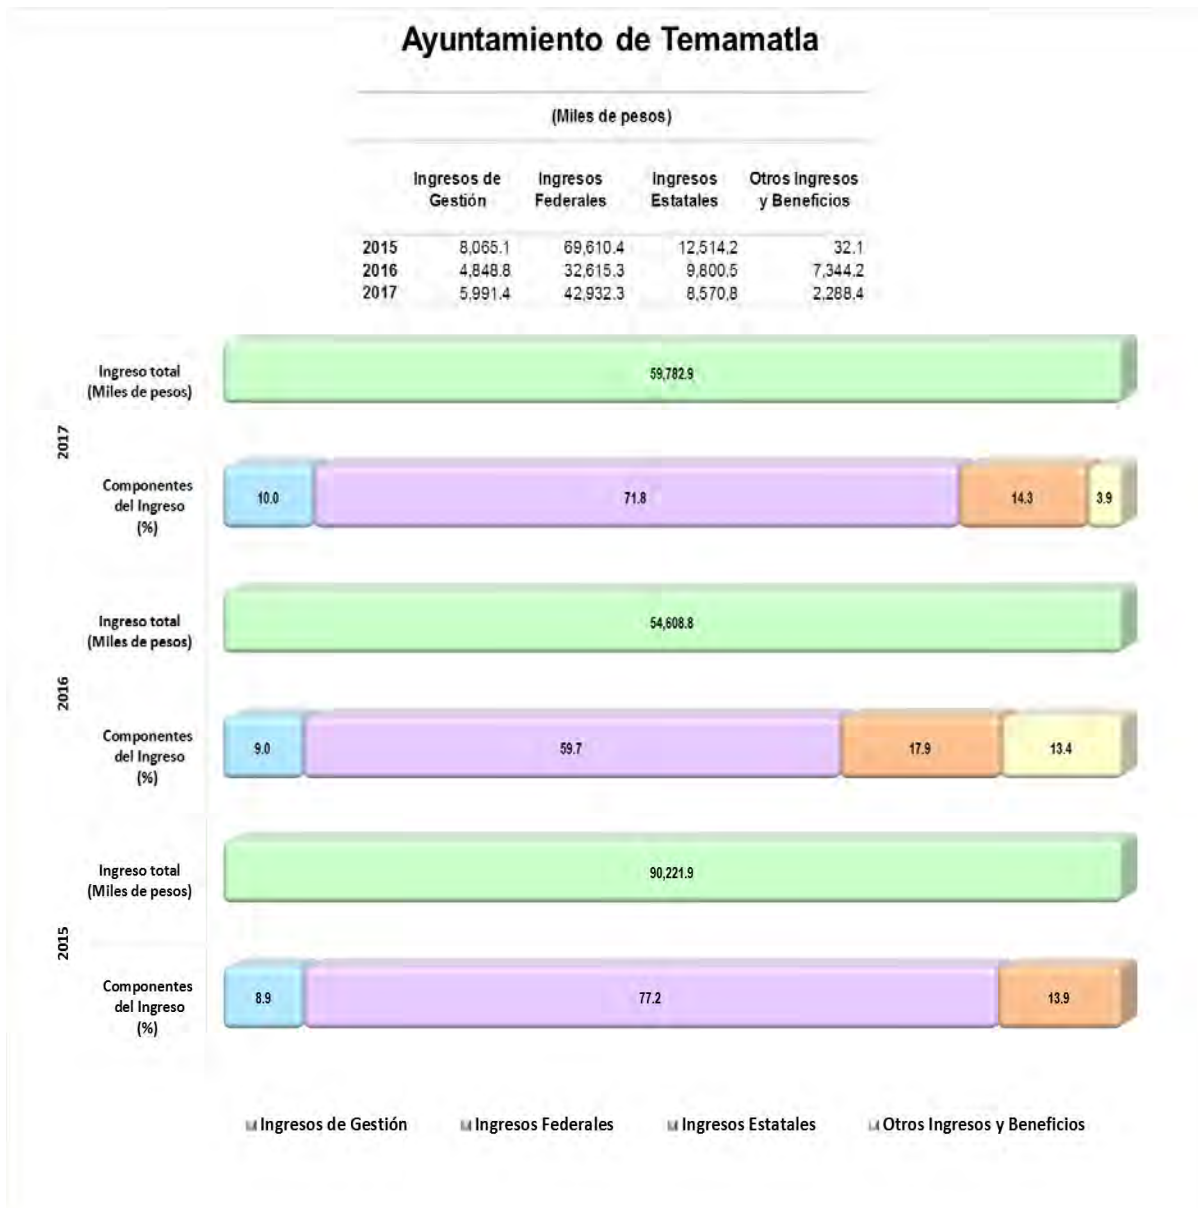 Ayuntamiento de Temamatla
(Miles de pesos)
Ingresos de Gestión Ingresos Federales Ingresos Estatales Otros Ingresos y Beneficios
2015 8,065.1 69,610.4 12,514.2 32.1
2016 4,848.8 32,615.3 9,800.5 7,344.2
2017 5,991.4 42,932.3 8,570.8 2,288.4
2017
Ingreso total
(Miles de pesos)
59,782.9
Componentes
del Ingreso
(%)
10.0 71.8 14.3 3.9
2016
Ingreso total
(Miles de pesos)
54,608.8
Componentes
del Ingreso
(%)
9.0 59.7 17.9 13.4
2015
Ingreso total
(Miles de pesos)
90,221.9
Componentes
del Ingreso
(%)
8.9 77.2 13.9
Ingresos de Gestión Ingresos Federales Ingresos Estatales Otros Ingresos y Beneficios